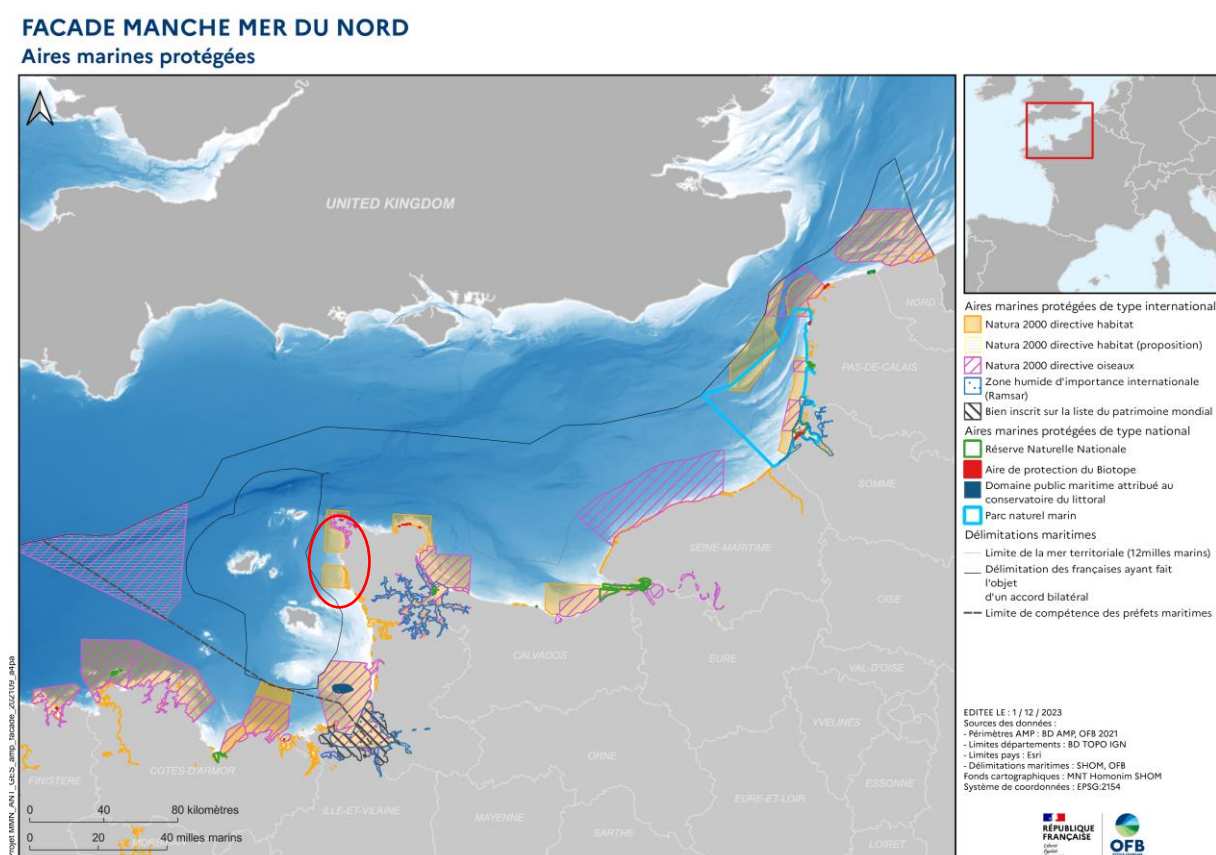 FACADE MANCHE MER DU NORD
Aires marines protégées
UNITED KINGDOM
NORD
PAS-DE-CALAIS
SOMME
SEINE-MARITIME
OISE
CALVADOS
EURE
VAL-D'OISE
YVELINES
ESSONNE
ORNE
EURE-ET-LOIR
FINISTERE
COTES-D'ARMOR
ILLE-ET-VILAINE
MAYENNE
SARTHE
LOIRET
MORBIHAN
0 40 80 kilomètres
0 20 40 milles marins
Aires marines protégées de type international
Natura 2000 directive habitat
Natura 2000 directive habitat (proposition)
Natura 2000 directive oiseaux
Zone humide d'importance internationale
(Ramsar)
Bien inscrit sur la liste du patrimoine mondial
Aires marines protégées de type national
Réserve Naturelle Nationale
Aire de protection du Biotope
Domaine public maritime attribué au
conservatoire du littoral
Parc naturel marin
Délimitations maritimes
Limite de la mer territoriale (12milles marins)
Délimitation des françaises ayant fait
l'objet
d'un accord bilatéral
Limite de compétence des préfets maritimes
EDITEE LE : 1 / 12 / 2023
Sources des données :
- Périmètres AMP : BD AMP, OFB 2021
- Limites départements : BD TOPO IGN
- Limites pays : Esri
- Délimitations maritimes : SHOM, OFB
Fonds cartographiques : MNT Homonim SHOM
Système de coordonnées : EPSG:2154
RÉPUBLIQUE
FRANÇAISE
Liberté
Égalité
OFB